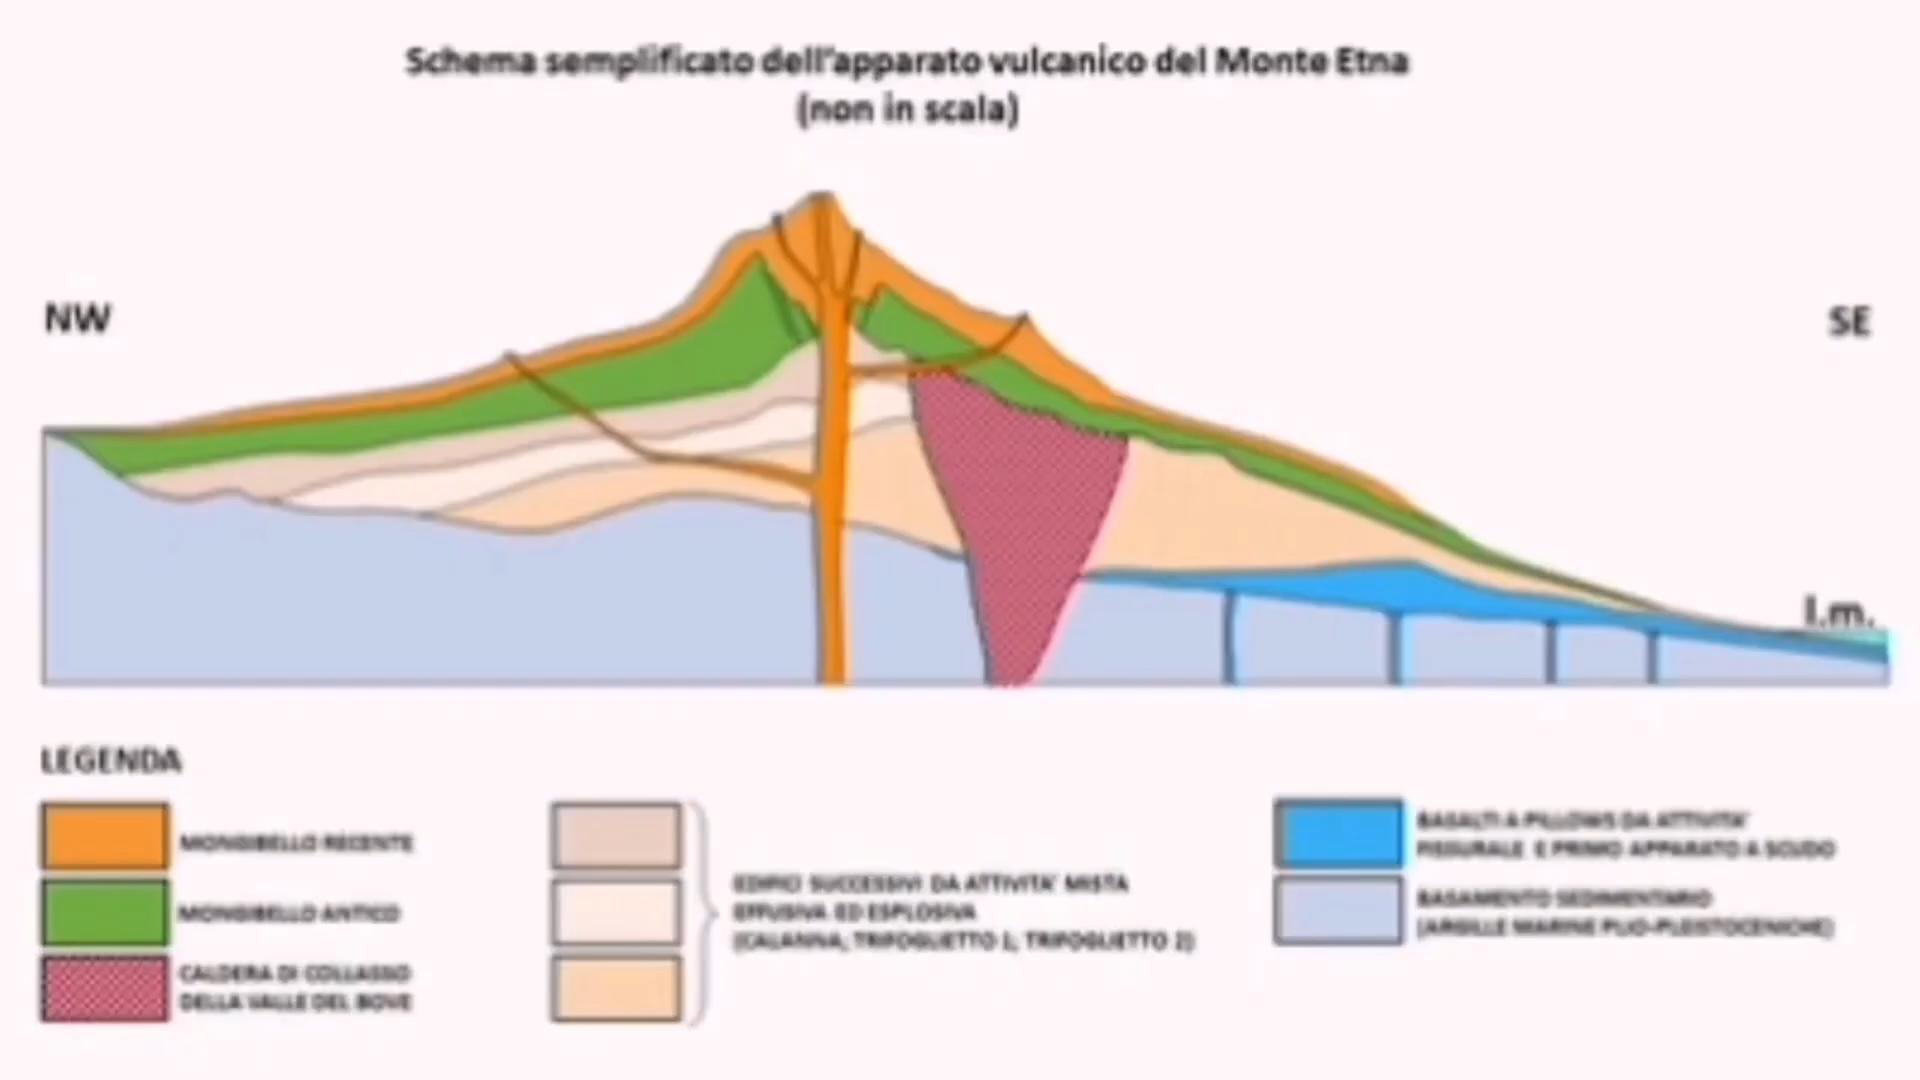 Schema semplificato dell'apparato vulcanico del Monte Etna
(non in scala)
NW
SE
l.m.
LEGENDA
MONGIBELLO RECENTE
MONGIBELLO ANTICO
CALDERA DI COLLASSO
DELLA VALLE DEL BOVE
EDIFICI SUCCESSIVI DA ATTIVITA' MISTA
EFFUSIVA ED ESPLOSIVA
(CALANNA; TRIFOGLIETTO 1; TRIFOGLIETTO 2)
BASALTI A PILLOWS DA ATTIVITA'
FISSURALE E PRIMO APPARATO A SCUDO
BASAMENTO SEDIMENTARIO
(ARGILLE MARINE PLIO-PLEISTOCENICHE)